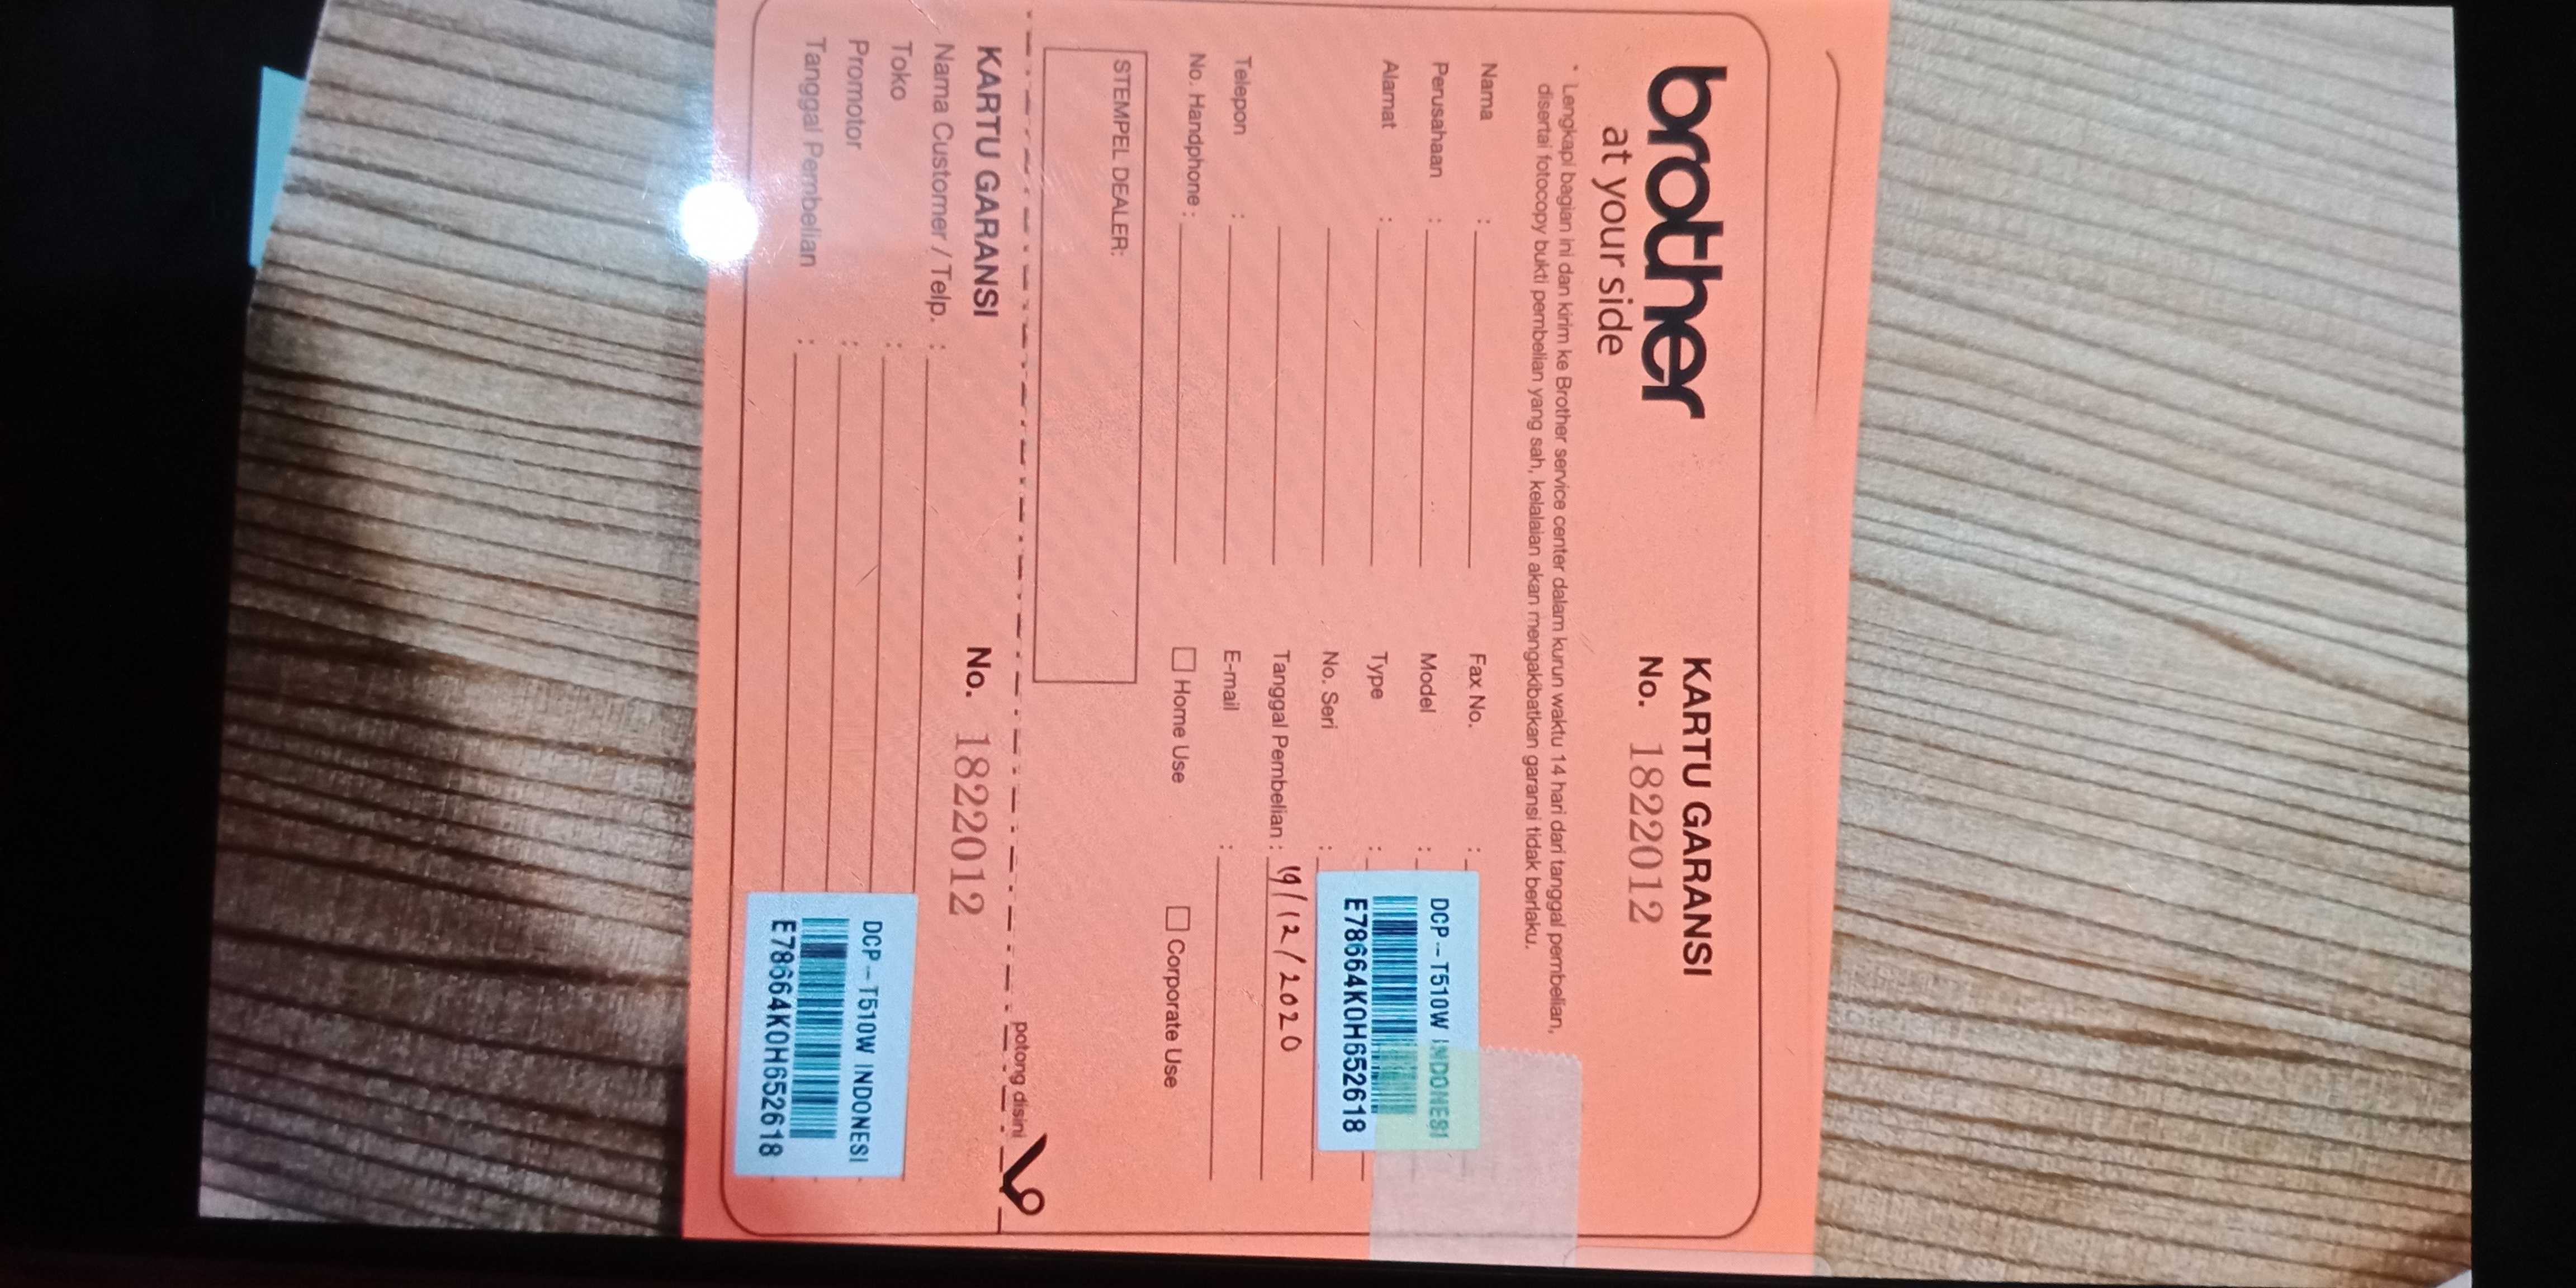 brother
at your side
KARTU GARANSI
No. 1822012
* Lengkapi bagian ini dan kirim ke Brother service center dalam kurun waktu 14 hari dari tanggal pembelian,
disertai fotocopy bukti pembelian yang sah, kelalaian akan mengakibatkan garansi tidak berlaku.
Nama :
Perusahaan :
Alamat :
Telepon :
No. Handphone :
Fax No. :
Model :
Type :
No. Seri :
DCP-T510W INDONESI
E78664K0H652618
Tanggal Pembelian : 19/12/2020
E-mail :
Home Use
Corporate Use
STEMPEL DEALER:
potong disini
KARTU GARANSI
No. 1822012
Nama Customer / Telp. :
Toko :
Promotor :
Tanggal Pembelian :
DCP-T510W INDONESI
E78664K0H652618